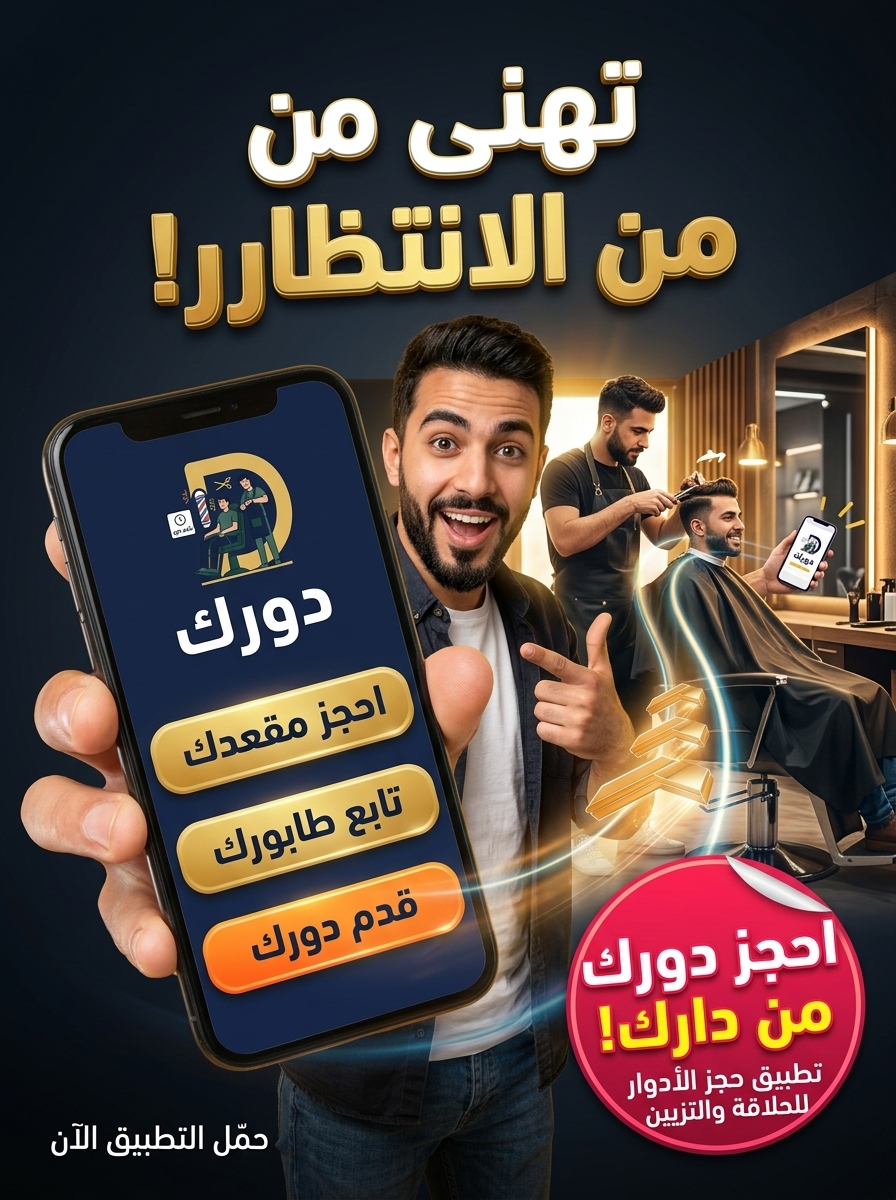 تهنى من
من الانتظارر!
دورك
احجز مقعدك
تابع طابورك
قدم دورك
احجز دورك
من دارك!
تطبيق حجز الأدوار
للحلاقة والتزيين
حمّل التطبيق الآن